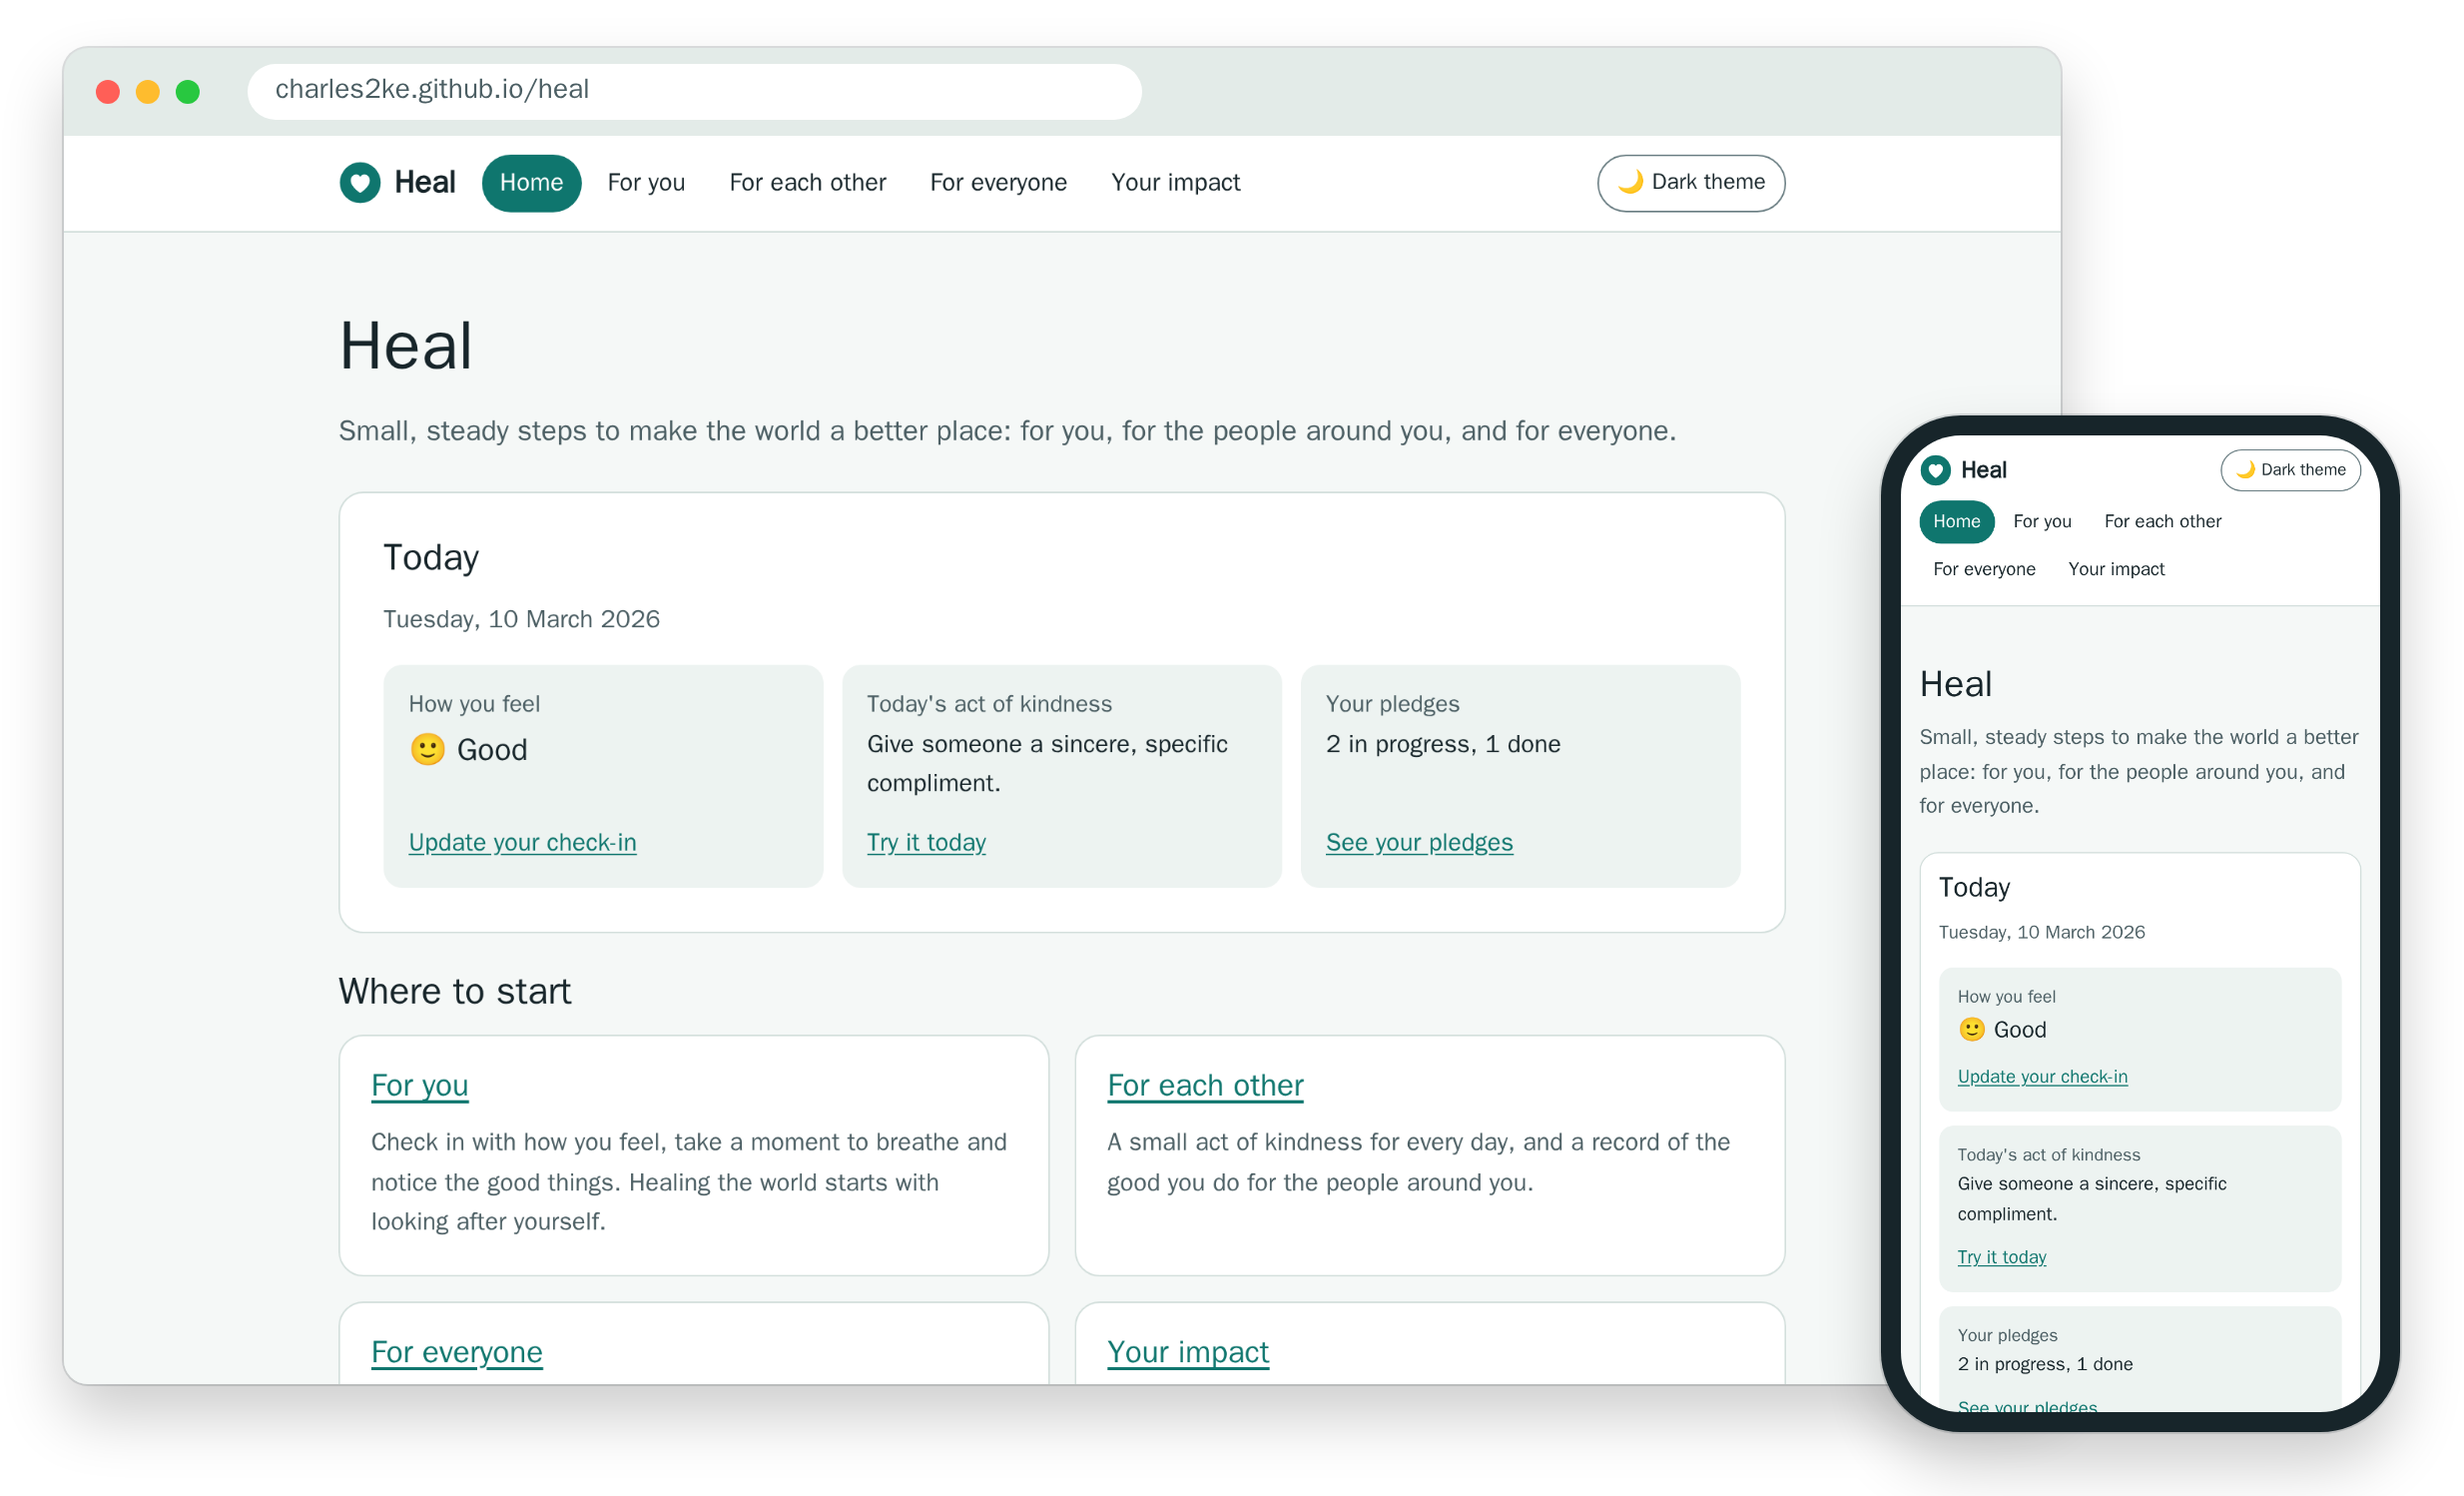 charles2ke.github.io/heal
Heal Home For you For each other For everyone Your impact 🌙 Dark theme
Heal
Small, steady steps to make the world a better place: for you, for the people around you, and for everyone.
Today
Tuesday, 10 March 2026
How you feel
🙂 Good
Update your check-in
Today's act of kindness
Give someone a sincere, specific
compliment.
Try it today
Your pledges
2 in progress, 1 done
See your pledges
Where to start
For you
Check in with how you feel, take a moment to breathe and
notice the good things. Healing the world starts with
looking after yourself.
For each other
A small act of kindness for every day, and a record of the
good you do for the people around you.
For everyone
Your impact
Heal 🌙 Dark theme
Home For you For each other
For everyone Your impact
Heal
Small, steady steps to make the world a better
place: for you, for the people around you, and
for everyone.
Today
Tuesday, 10 March 2026
How you feel
🙂 Good
Update your check-in
Today's act of kindness
Give someone a sincere, specific
compliment.
Try it today
Your pledges
2 in progress, 1 done
See your pledges